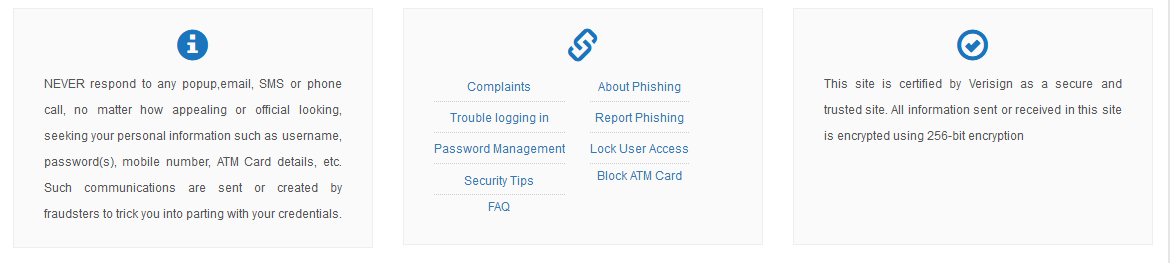 NEVER respond to any popup,email, SMS or phone
call, no matter how appealing or official looking,
seeking your personal information such as username,
password(s), mobile number, ATM Card details, etc.
Such communications are sent or created by
fraudsters to trick you into parting with your credentials.
Complaints
Trouble logging in
Password Management
Security Tips
FAQ
About Phishing
Report Phishing
Lock User Access
Block ATM Card
This site is certified by Verisign as a secure and
trusted site. All information sent or received in this site
is encrypted using 256-bit encryption